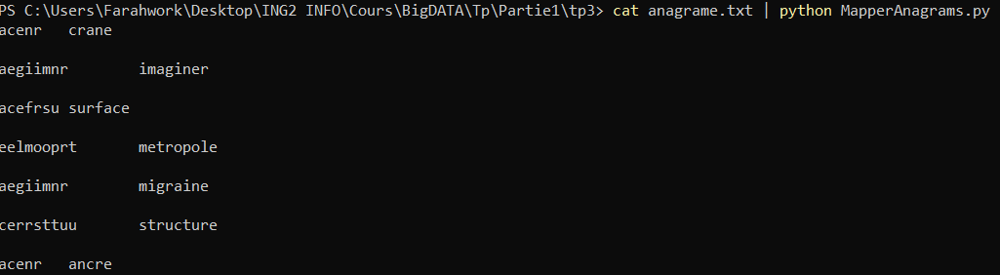 PS C:\Users\Farahwork\Desktop\ING2 INFO\Cours\BigDATA\Tp\Partie1\tp3> cat anagrame.txt | python MapperAnagrams.py
acenr	crane
aegiimnr	imaginer
acefrsu	surface
eelmooprt	metropole
aegiimnr	migraine
cerrsttuu	structure
acenr	ancre